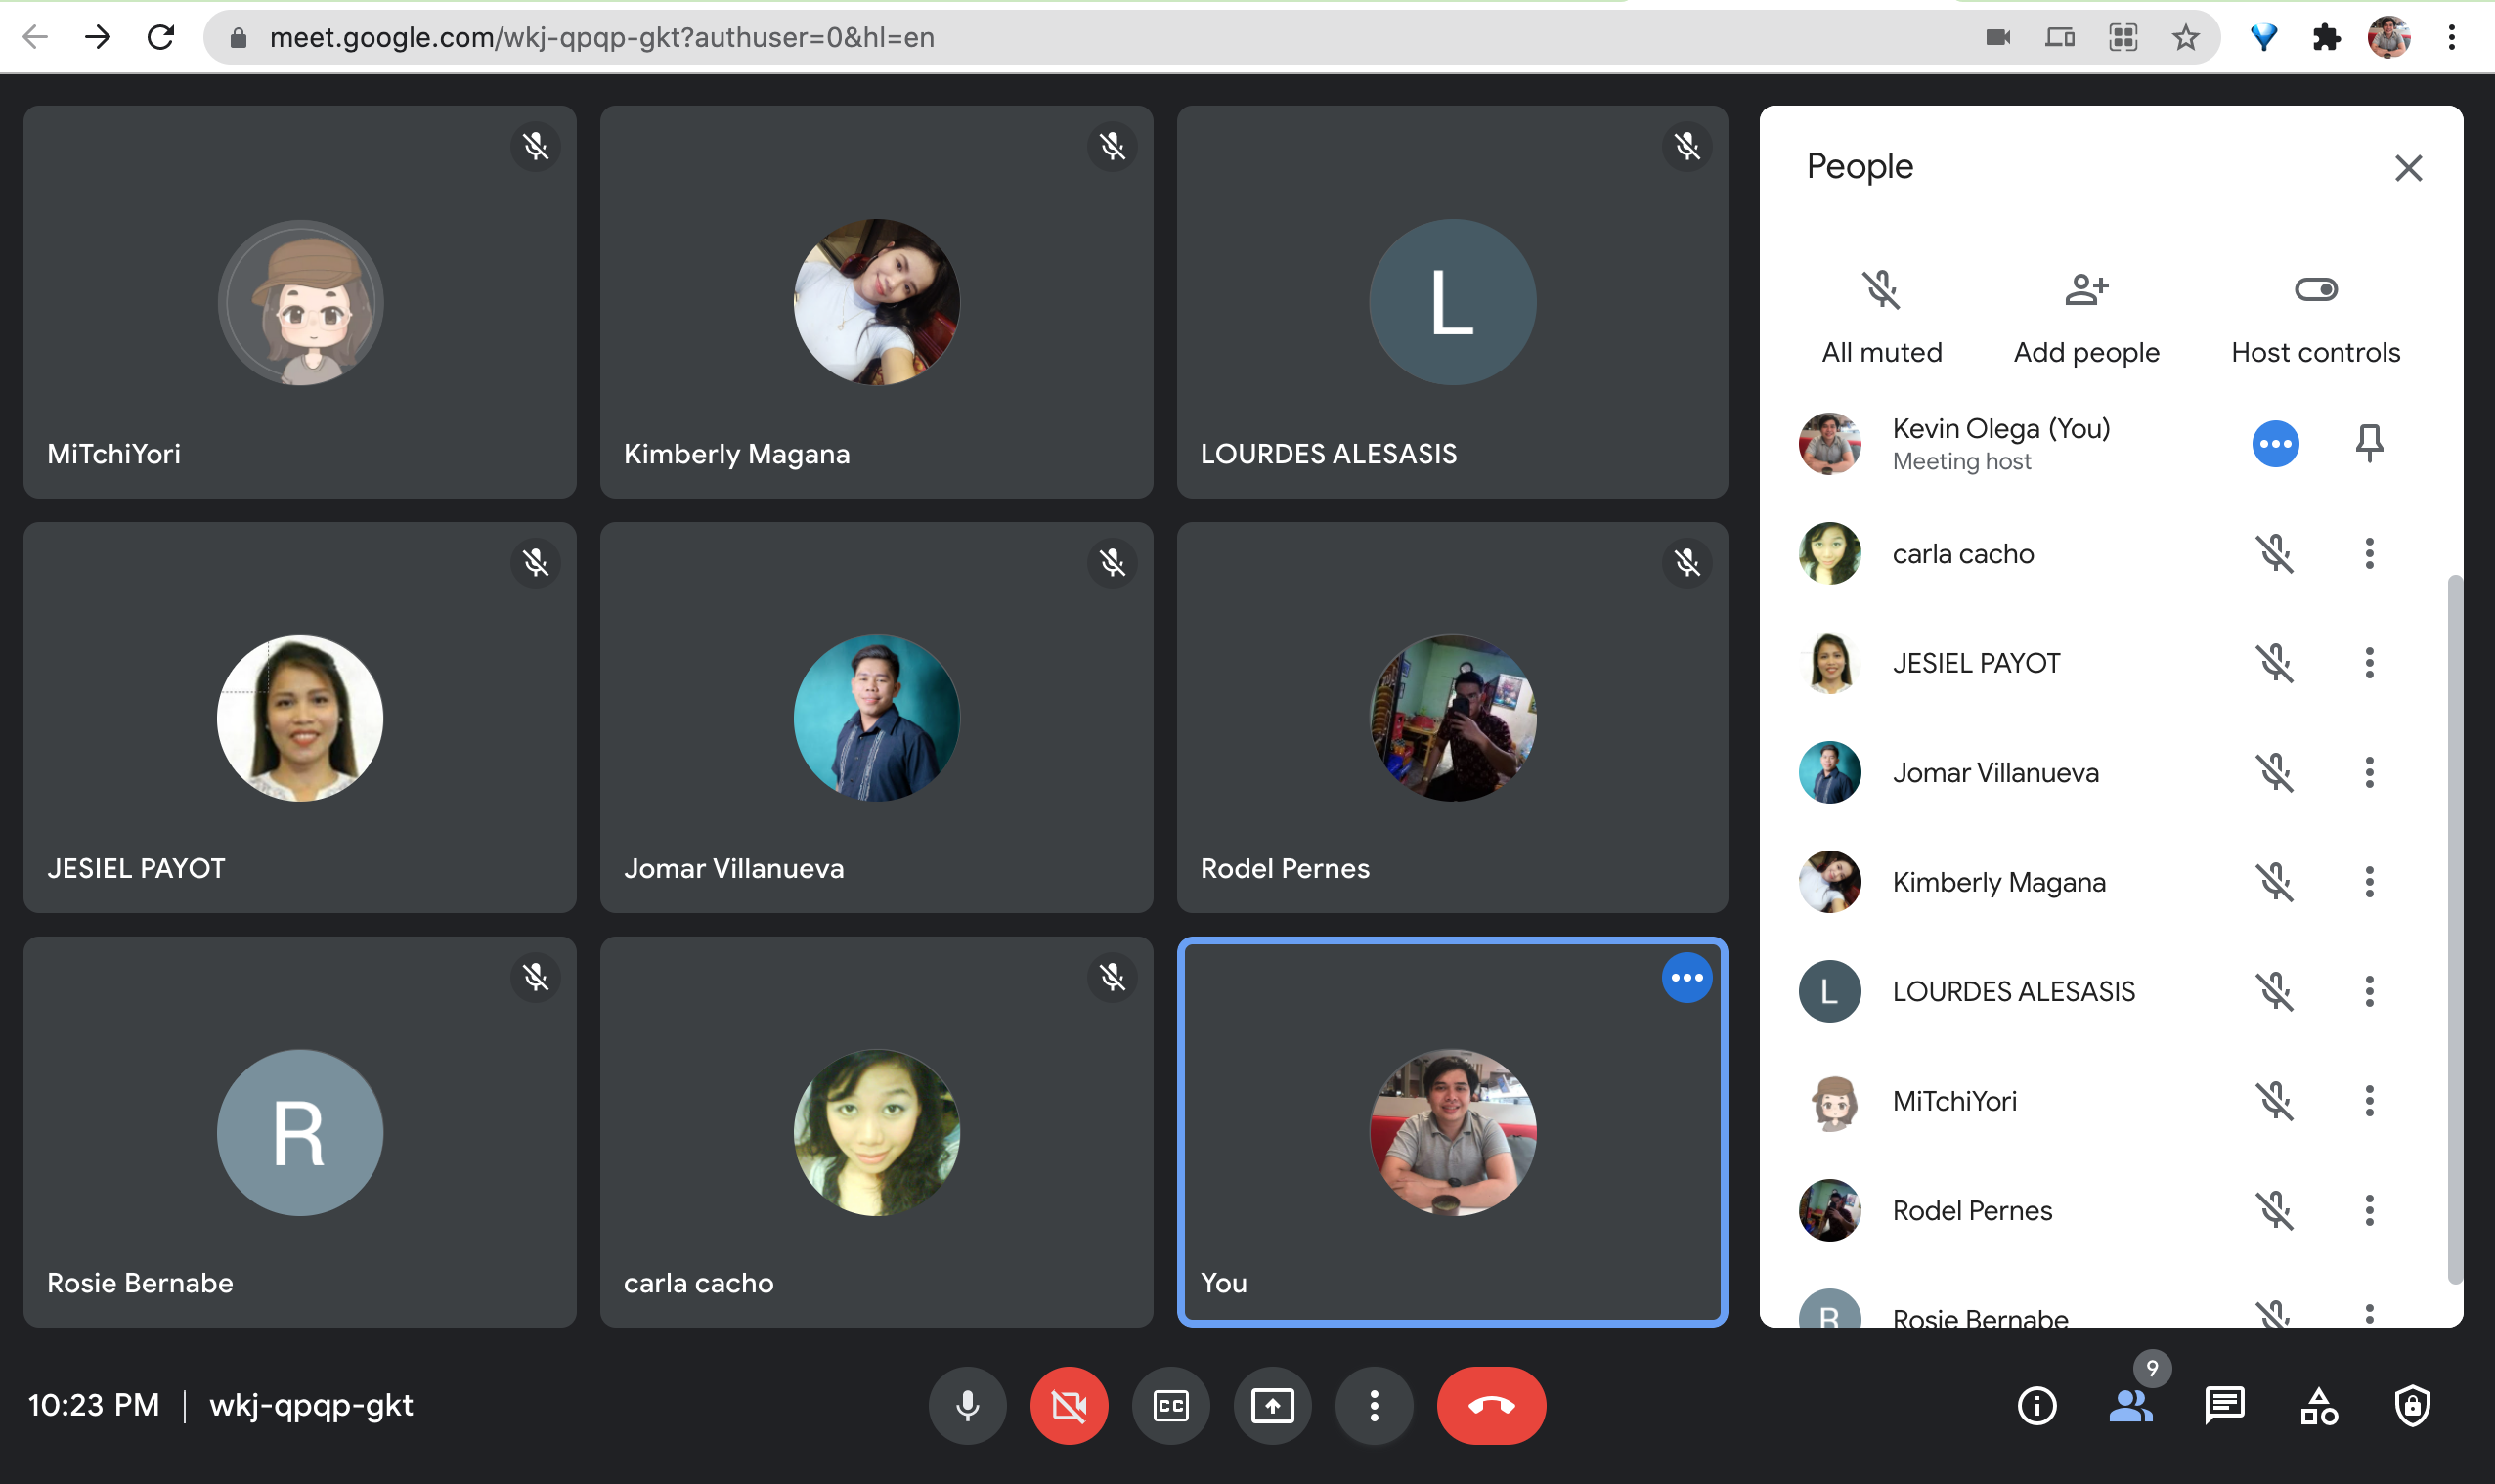 meet.google.com/wkj-qpqp-gkt?authuser=0&hl=en
MiTchiYori
Kimberly Magana
L
LOURDES ALESASIS
JESIEL PAYOT
Jomar Villanueva
Rodel Pernes
R
Rosie Bernabe
carla cacho
You
People
All muted
Add people
Host controls
Kevin Olega (You)
Meeting host
carla cacho
JESIEL PAYOT
Jomar Villanueva
Kimberly Magana
L
LOURDES ALESASIS
MiTchiYori
Rodel Pernes
R
Rosie Bernabe
10:23 PM | wkj-qpqp-gkt
CC
9